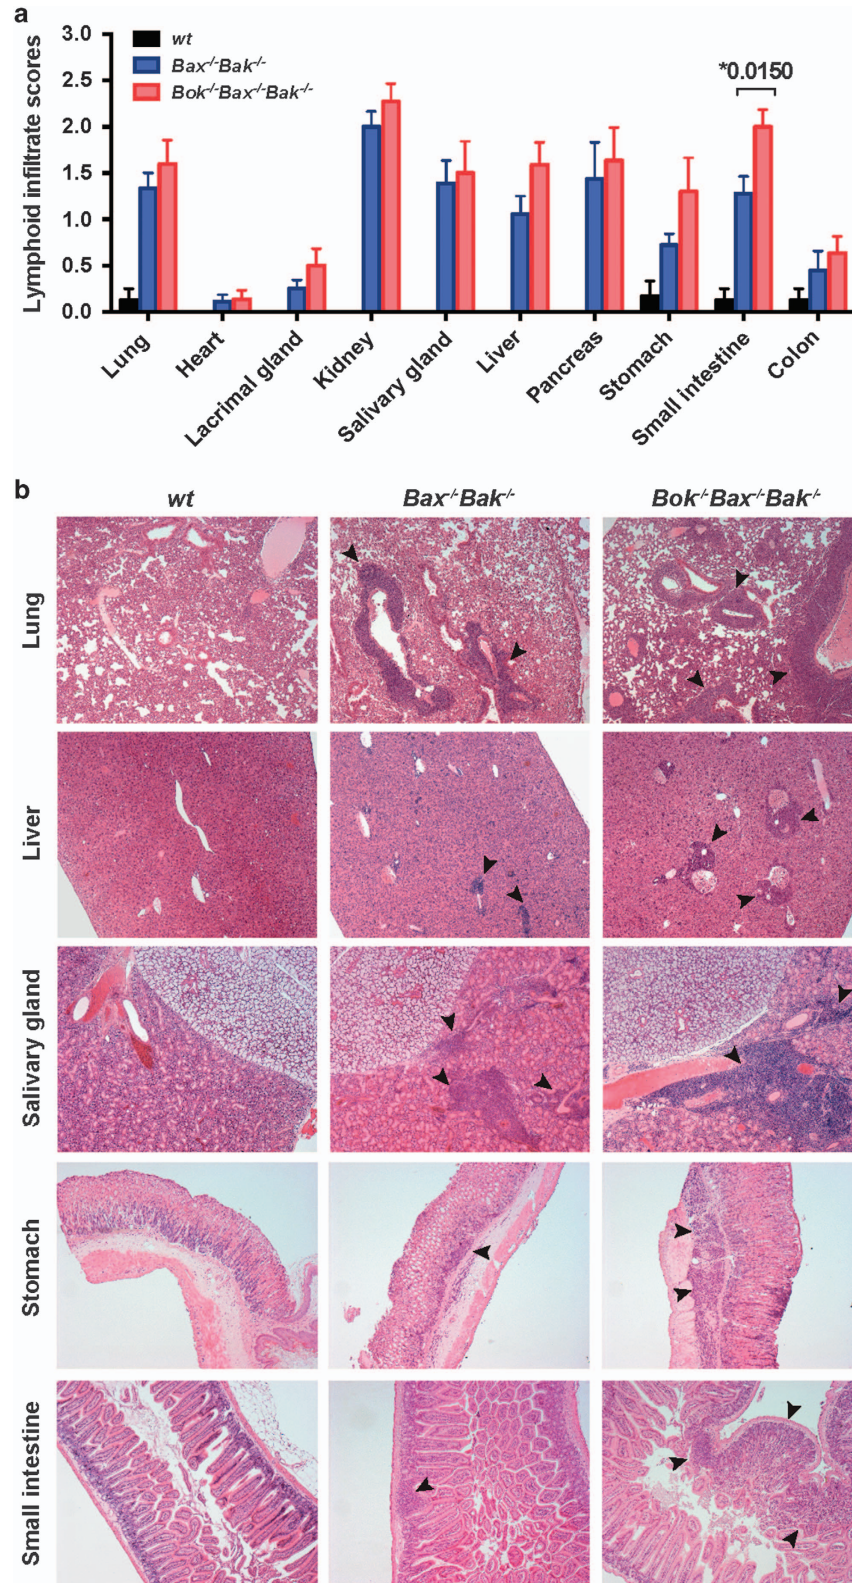 a
Lymphoid infiltrate scores
3.0
2.5
2.0
1.5
1.0
0.5
0.0
wt
Bax-/-Bak-/-
Bok-/-Bax-/-Bak-/-
*0.0150
Lung
Heart
Lacrimal gland
Kidney
Salivary gland
Liver
Pancreas
Stomach
Small intestine
Colon
b
wt
Bax-/-Bak-/-
Bok-/-Bax-/-Bak-/-
Lung
Liver
Salivary gland
Stomach
Small intestine